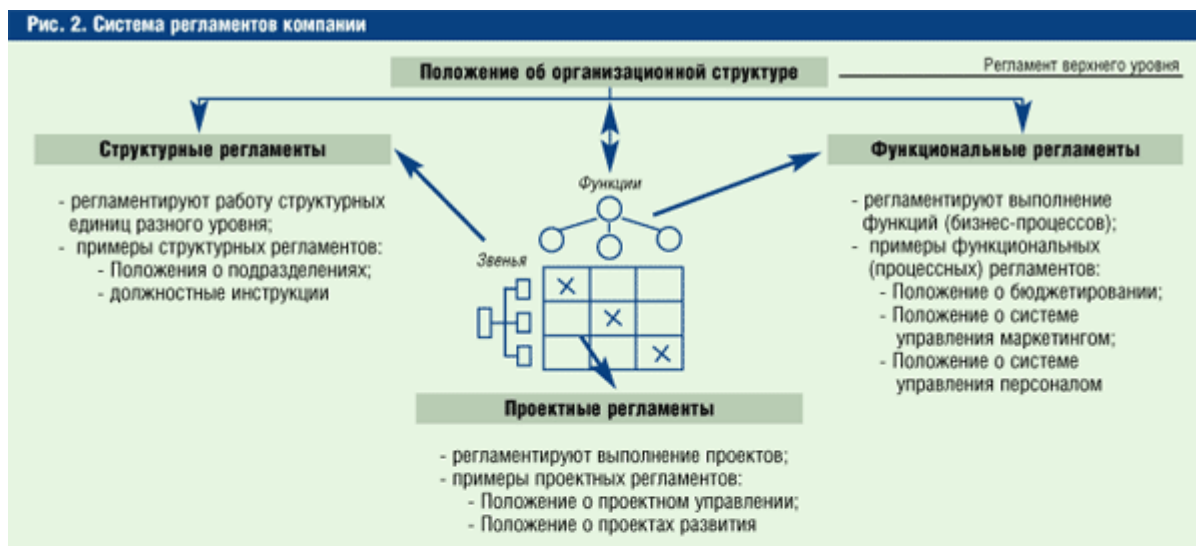 Рис. 2. Система регламентов компании
Положение об организационной структуре
Регламент верхнего уровня
Структурные регламенты
- регламентируют работу структурных
единиц разного уровня;
- примеры структурных регламентов:
- Положения о подразделениях;
- должностные инструкции
Функции
Звенья
Функциональные регламенты
- регламентируют выполнение
функций (бизнес-процессов);
- примеры функциональных
(процессных) регламентов:
- Положение о бюджетировании;
- Положение о системе
управления маркетингом;
- Положение о системе
управления персоналом
Проектные регламенты
- регламентируют выполнение проектов;
- примеры проектных регламентов:
- Положение о проектном управлении;
- Положение о проектах развития